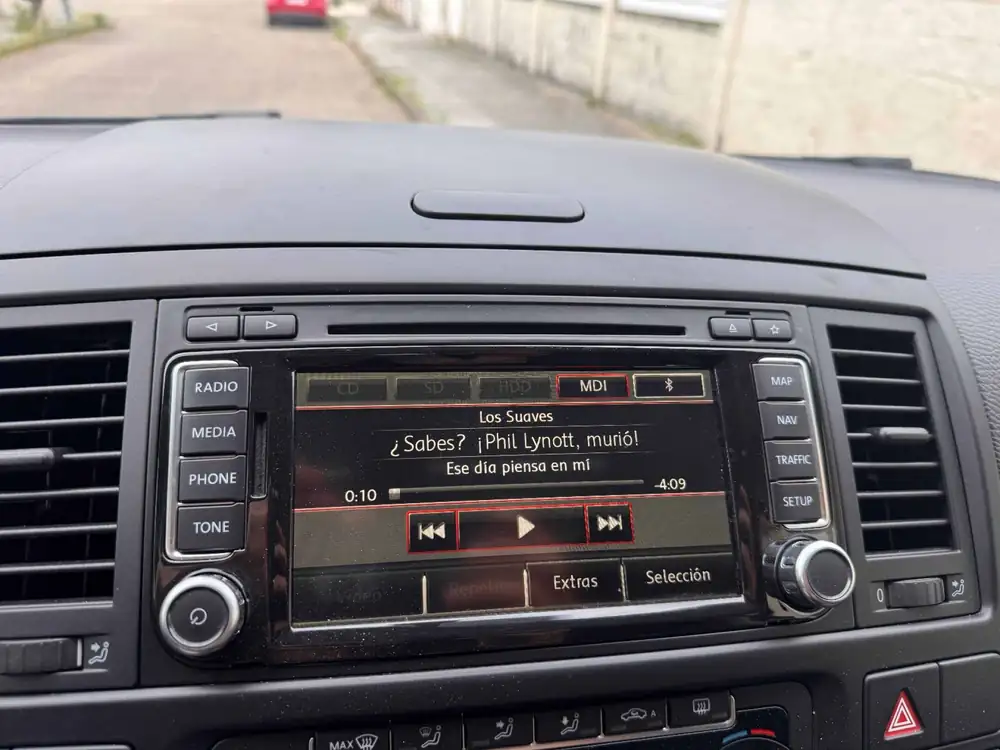 RADIO
MEDIA
PHONE
TONE
CD SD HDD MDI
Los Suaves
¿Sabes? ¡Phil Lynott, murió!
Ese día piensa en mí
0:10 -4:09
Extras Selección
MAP
NAV
TRAFFIC
SETUP
0
MAX
A